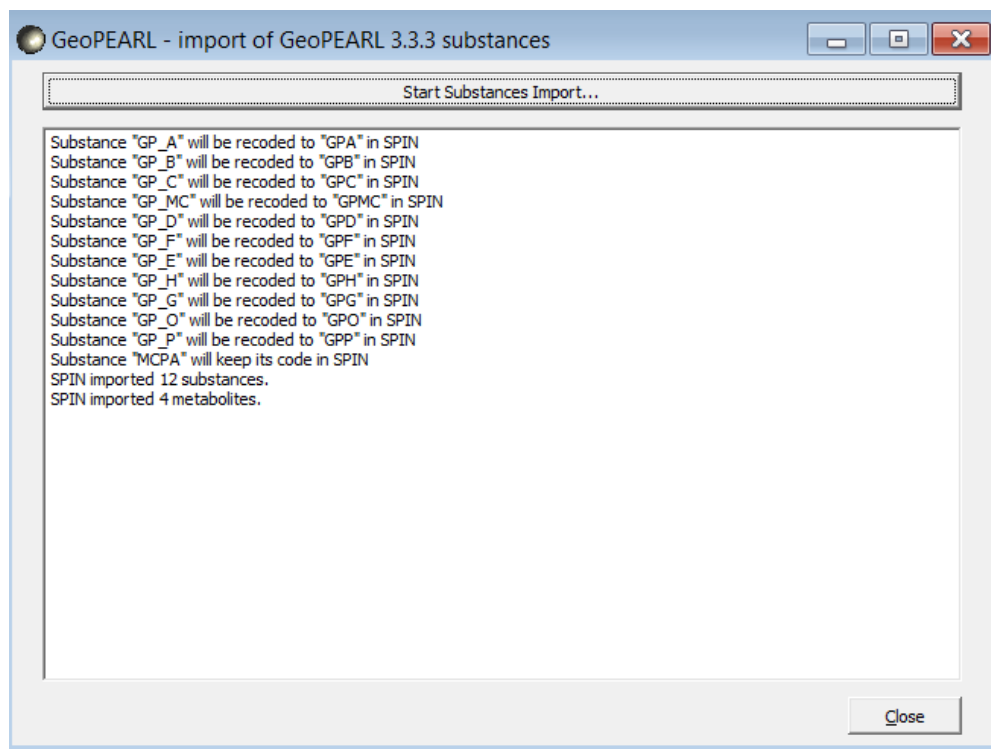 GeoPEARL - import of GeoPEARL 3.3.3 substances
Start Substances Import...
Substance "GP_A" will be recoded to "GPA" in SPIN
Substance "GP_B" will be recoded to "GPB" in SPIN
Substance "GP_C" will be recoded to "GPC" in SPIN
Substance "GP_MC" will be recoded to "GPMC" in SPIN
Substance "GP_D" will be recoded to "GPD" in SPIN
Substance "GP_F" will be recoded to "GPF" in SPIN
Substance "GP_E" will be recoded to "GPE" in SPIN
Substance "GP_H" will be recoded to "GPH" in SPIN
Substance "GP_G" will be recoded to "GPG" in SPIN
Substance "GP_O" will be recoded to "GPO" in SPIN
Substance "GP_P" will be recoded to "GPP" in SPIN
Substance "MCPA" will keep its code in SPIN
SPIN imported 12 substances.
SPIN imported 4 metabolites.
Close